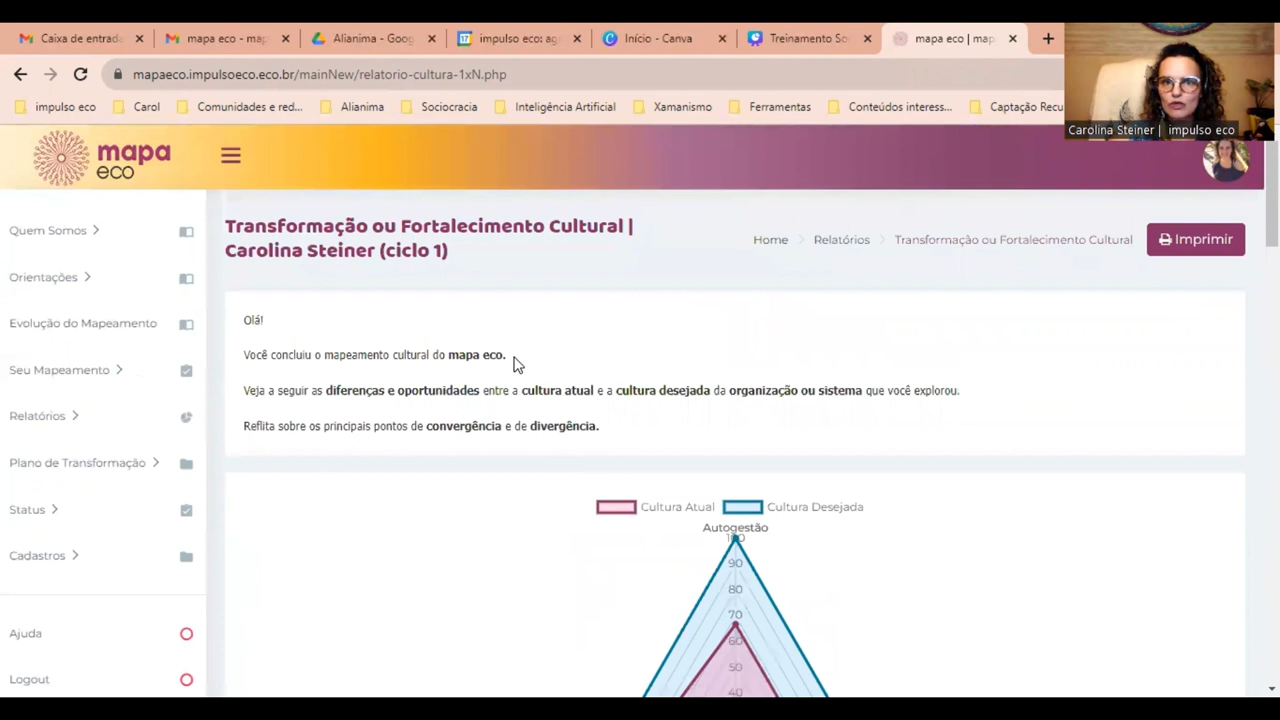 Caixa de entrada
mapa eco - map
Alianima - Goog
17
impulso eco: ag
Início - Canva
Treinamento So
mapa eco | map
mapaeco.impulsoeco.eco.br/mainNew/relatorio-cultura-1xN.php
impulso eco
Carol
Comunidades e red...
Alianima
Sociocracia
Inteligência Artificial
Xamanismo
Ferramentas
Conteúdos interess...
Captação Recu
Carolina Steiner | impulso eco
mapa
eco
Quem Somos
Orientações
Evolução do Mapeamento
Seu Mapeamento
Relatórios
Plano de Transformação
Status
Cadastros
Ajuda
Logout
Transformação ou Fortalecimento Cultural |
Carolina Steiner (ciclo 1)
Home
Relatórios
Transformação ou Fortalecimento Cultural
Imprimir
Olá!
Você concluiu o mapeamento cultural do mapa eco.
Veja a seguir as diferenças e oportunidades entre a cultura atual e a cultura desejada da organização ou sistema que você explorou.
Reflita sobre os principais pontos de convergência e de divergência.
Cultura Atual
Cultura Desejada
Autogestão
100
90
80
70
60
50
40